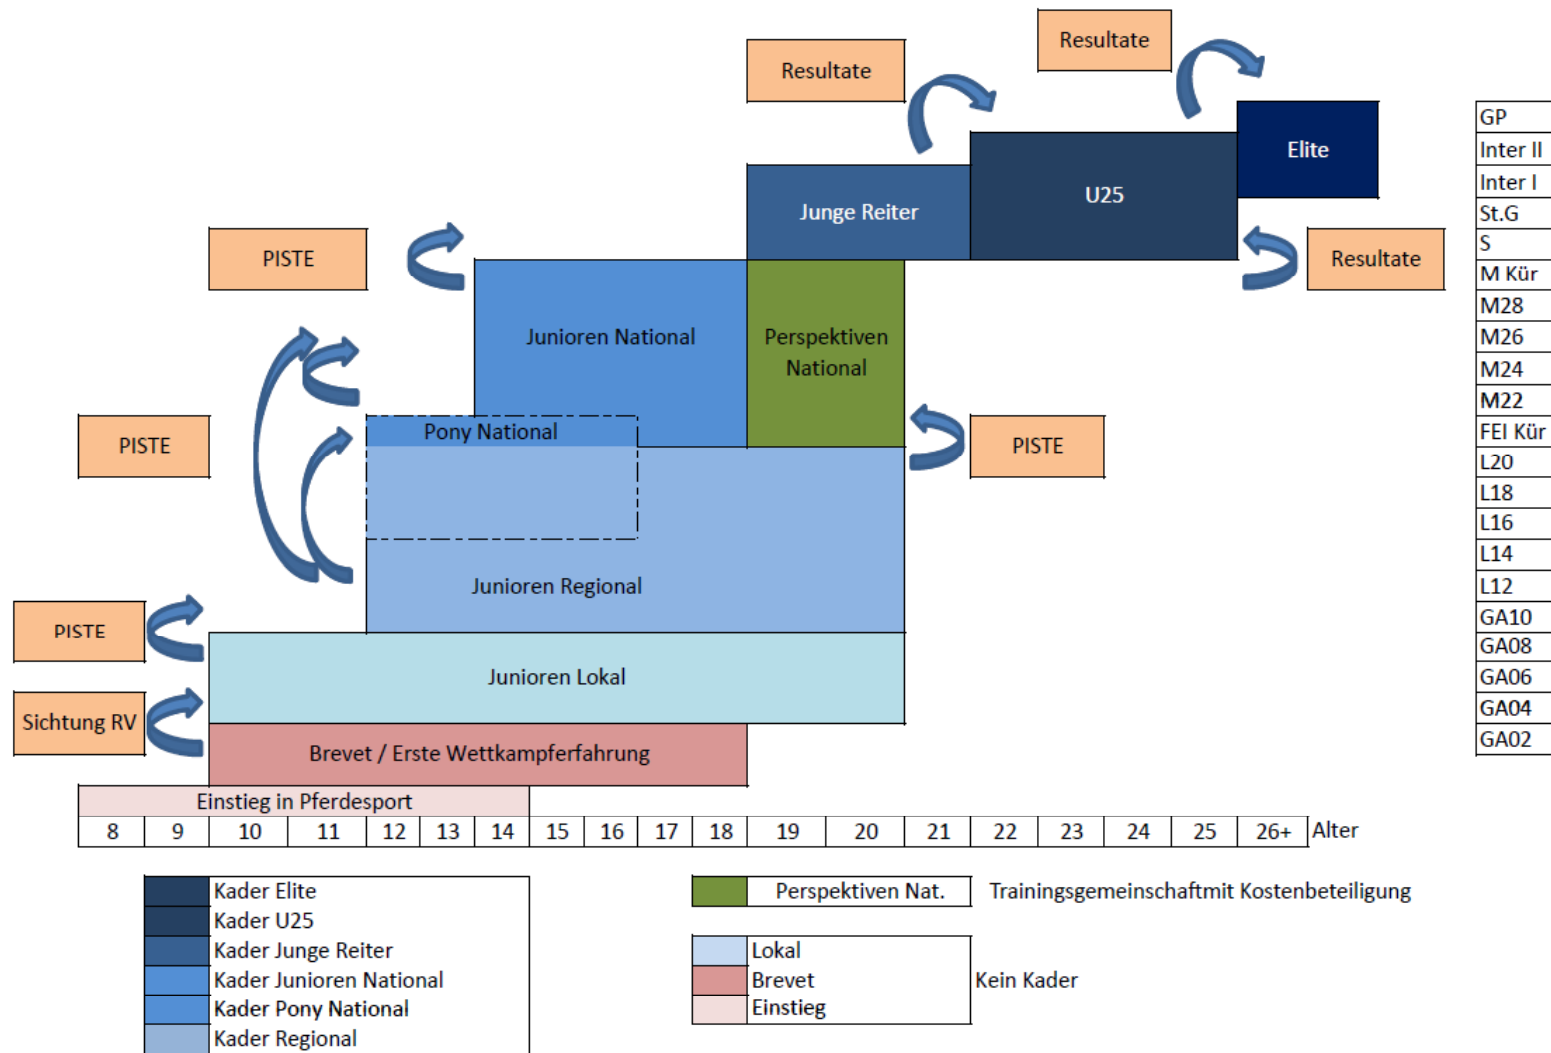 Resultate
Resultate
GP
Elite
Inter II
Inter I
U25
Junge Reiter
St.G
S
PISTE
Resultate
M Kür
M28
Junioren National
Perspektiven
National
M26
M24
M22
PISTE
Pony National
PISTE
FEI Kür
L20
L18
L16
L14
Junioren Regional
L12
GA10
PISTE
GA08
Junioren Lokal
GA06
Sichtung RV
GA04
GA02
Brevet / Erste Wettkampferfahrung
Einstieg in Pferdesport
8 9 10 11 12 13 14 15 16 17 18 19 20 21 22 23 24 25 26+ Alter
Kader Elite
Kader U25
Kader Junge Reiter
Kader Junioren National
Kader Pony National
Kader Regional
Perspektiven Nat. Trainingsgemeinschaftmit Kostenbeteiligung
Lokal
Brevet Kein Kader
Einstieg